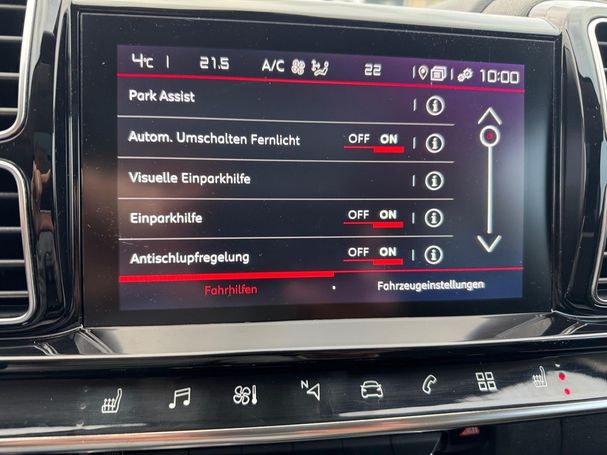 4°C 21.5 A/C 22 10:00
Park Assist
Autom. Umschalten Fernlicht OFF ON
Visuelle Einparkhilfe
Einparkhilfe OFF ON
Antischlupfregelung OFF ON
Fahrhilfen Fahrzeugeinstellungen
N